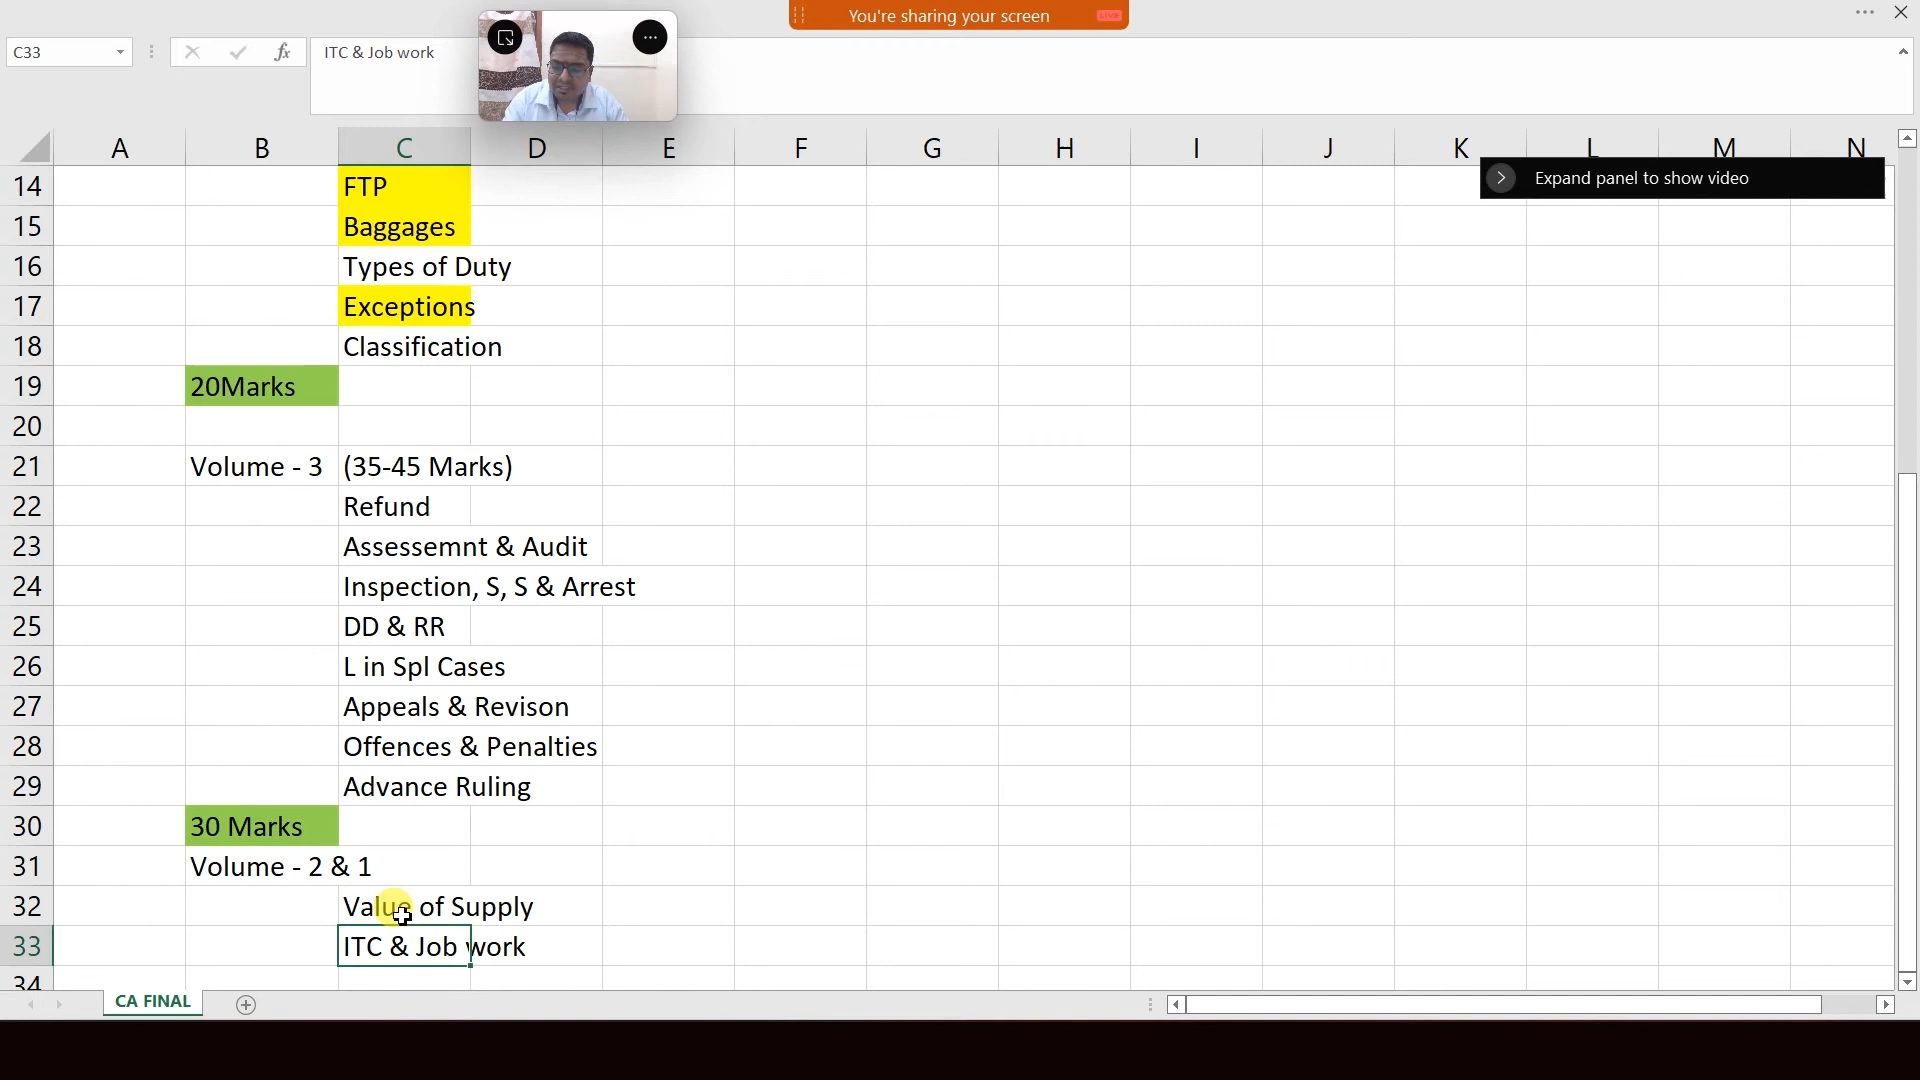 You're sharing your screen
LIVE
C33
fx
ITC & Job work
A B C D E F G H I J K L M N
Expand panel to show video
14 FTP
15 Baggages
16 Types of Duty
17 Exceptions
18 Classification
19 20Marks
20
21 Volume - 3 (35-45 Marks)
22 Refund
23 Assessemnt & Audit
24 Inspection, S, S & Arrest
25 DD & RR
26 L in Spl Cases
27 Appeals & Revison
28 Offences & Penalties
29 Advance Ruling
30 30 Marks
31 Volume - 2 & 1
32 Value of Supply
33 ITC & Job work
34
CA FINAL